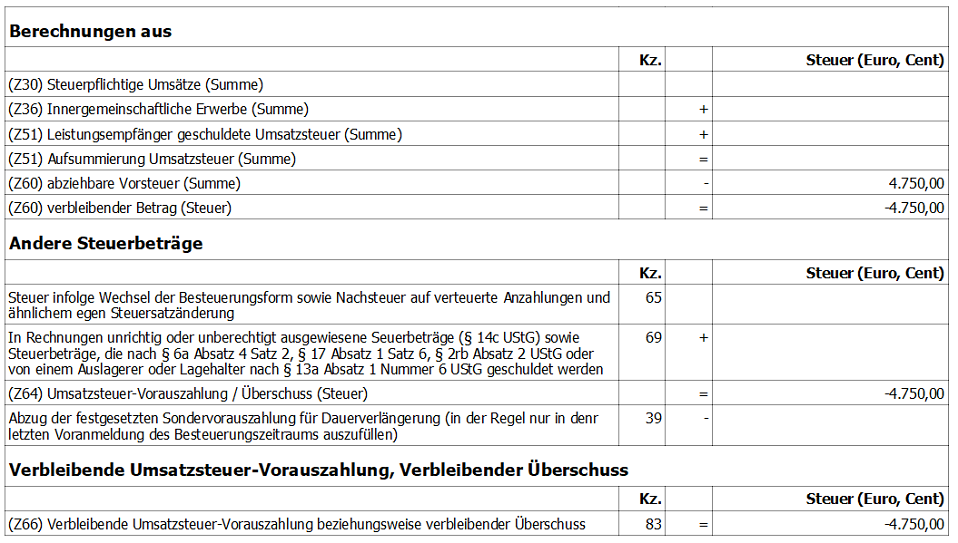 Berechnungen aus
Kz. Steuer (Euro, Cent)
(Z30) Steuerpflichtige Umsätze (Summe)
(Z36) Innergemeinschaftliche Erwerbe (Summe) +
(Z51) Leistungsempfänger geschuldete Umsatzsteuer (Summe) +
(Z51) Aufsummierung Umsatzsteuer (Summe) =
(Z60) abziehbare Vorsteuer (Summe) - 4.750,00
(Z60) verbleibender Betrag (Steuer) = -4.750,00
Andere Steuerbeträge
Kz. Steuer (Euro, Cent)
Steuer infolge Wechsel der Besteuerungsform sowie Nachsteuer auf verteuerte Anzahlungen und 65
ähnlichem egen Steuersatzänderung
In Rechnungen unrichtig oder unberechtigt ausgewiesene Seuerbeträge (§ 14c UStG) sowie 69 +
Steuerbeträge, die nach § 6a Absatz 4 Satz 2, § 17 Absatz 1 Satz 6, § 2rb Absatz 2 UStG oder
von einem Auslagerer oder Lagehalter nach § 13a Absatz 1 Nummer 6 UStG geschuldet werden
(Z64) Umsatzsteuer-Vorauszahlung / Überschuss (Steuer) = -4.750,00
Abzug der festgesetzten Sondervorauszahlung für Dauerverlängerung (in der Regel nur in denr 39 -
letzten Voranmeldung des Besteuerungszeitraums auszufüllen)
Verbleibende Umsatzsteuer-Vorauszahlung, Verbleibender Überschuss
Kz. Steuer (Euro, Cent)
(Z66) Verbleibende Umsatzsteuer-Vorauszahlung beziehungsweise verbleibender Überschuss 83 = -4.750,00